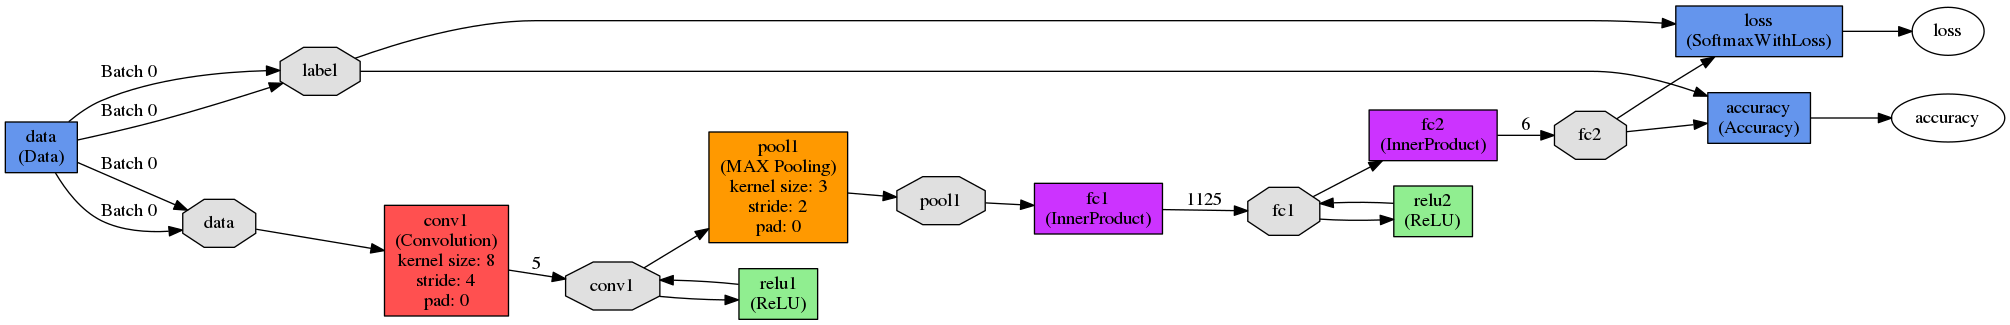 data
(Data)
Batch 0
Batch 0
Batch 0
Batch 0
label
data
conv1
(Convolution)
kernel size: 8
stride: 4
pad: 0
5
conv1
pool1
(MAX Pooling)
kernel size: 3
stride: 2
pad: 0
relu1
(ReLU)
pool1
fc1
(InnerProduct)
1125
fc1
fc2
(InnerProduct)
relu2
(ReLU)
6
fc2
loss
(SoftmaxWithLoss)
accuracy
(Accuracy)
loss
accuracy